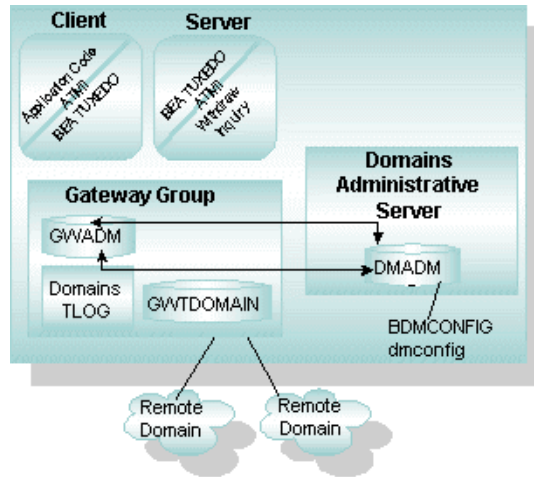 Client
Server
Application Code
ATMI
BEA TUXEDO
BEA TUXEDO
ATMI
Withdraw
Inquiry
Gateway Group
GWADM
Domains
TLOG
GWTDOMAIN
Domains
Administrative
Server
DMADM
BDMCONFIG
dmconfig
Remote
Domain
Remote
Domain